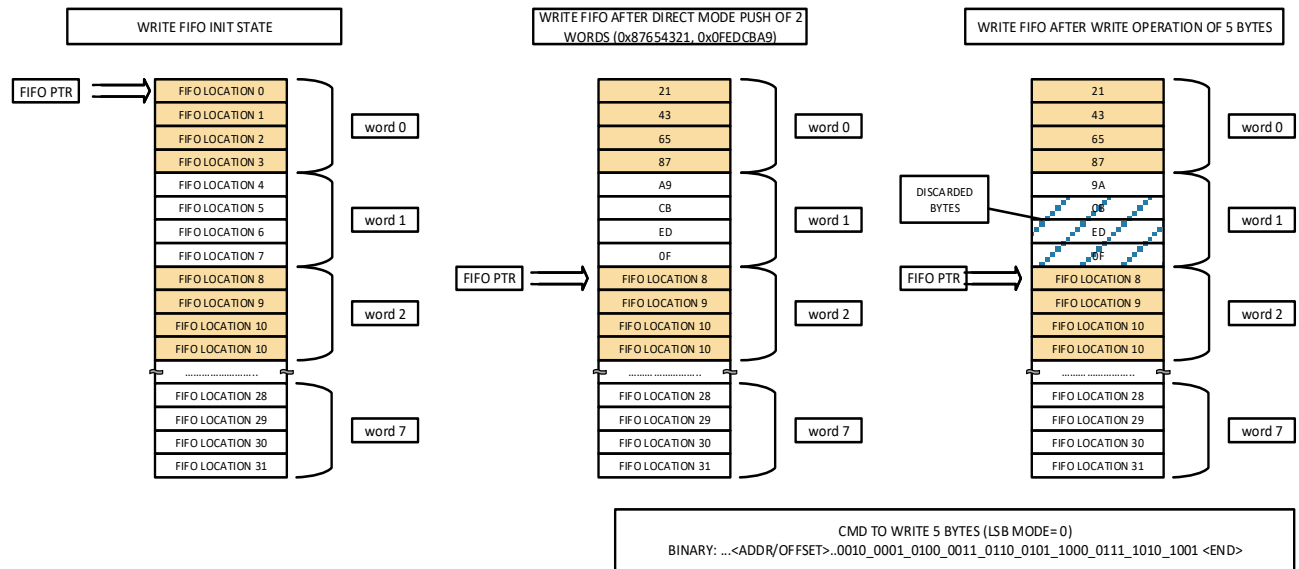 WRITE FIFO INIT STATE
WRITE FIFO AFTER DIRECT MODE PUSH OF 2
WORDS (0x87654321, 0x0FEDCBA9)
WRITE FIFO AFTER WRITE OPERATION OF 5 BYTES
FIFO PTR
FIFO LOCATION 0
FIFO LOCATION 1
FIFO LOCATION 2
FIFO LOCATION 3
FIFO LOCATION 4
FIFO LOCATION 5
FIFO LOCATION 6
FIFO LOCATION 7
FIFO LOCATION 8
FIFO LOCATION 9
FIFO LOCATION 10
FIFO LOCATION 10
..........................
FIFO LOCATION 28
FIFO LOCATION 29
FIFO LOCATION 30
FIFO LOCATION 31
word 0
word 1
word 2
word 7
FIFO PTR
21
43
65
87
A9
CB
ED
0F
FIFO LOCATION 8
FIFO LOCATION 9
FIFO LOCATION 10
FIFO LOCATION 10
..........................
FIFO LOCATION 28
FIFO LOCATION 29
FIFO LOCATION 30
FIFO LOCATION 31
word 0
word 1
word 2
word 7
DISCARDED
BYTES
FIFO PTR
21
43
65
87
9A
CB
ED
0F
FIFO LOCATION 8
FIFO LOCATION 9
FIFO LOCATION 10
FIFO LOCATION 10
..........................
FIFO LOCATION 28
FIFO LOCATION 29
FIFO LOCATION 30
FIFO LOCATION 31
word 0
word 1
word 2
word 7
CMD TO WRITE 5 BYTES (LSB MODE= 0)
BINARY: ...<ADDR/OFFSET>..0010_0001_0100_0011_0110_0101_1000_0111_1010_1001 <END>